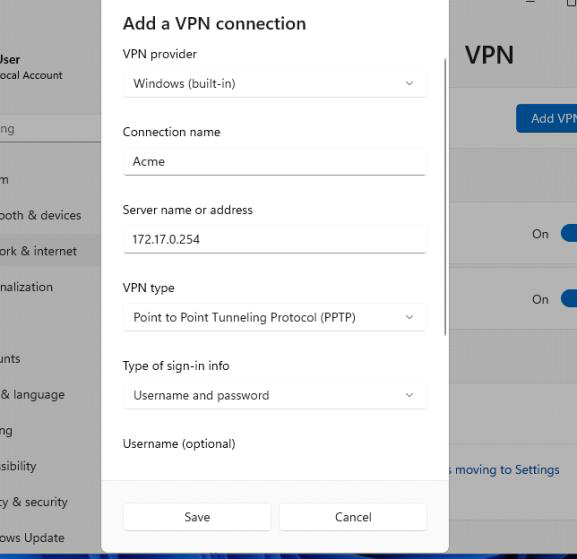 Add a VPN connection
VPN provider
Windows (built-in)
Connection name
Acme
Server name or address
172.17.0.254
VPN type
Point to Point Tunneling Protocol (PPTP)
Type of sign-in info
Username and password
Username (optional)
Save
Cancel
User
ocal Account
ng
m
ooth & devices
ork & internet
nalization
unts
& language
ng
sibility
cy & security
ows Update
VPN
Add VPN
On
On
s moving to Settings